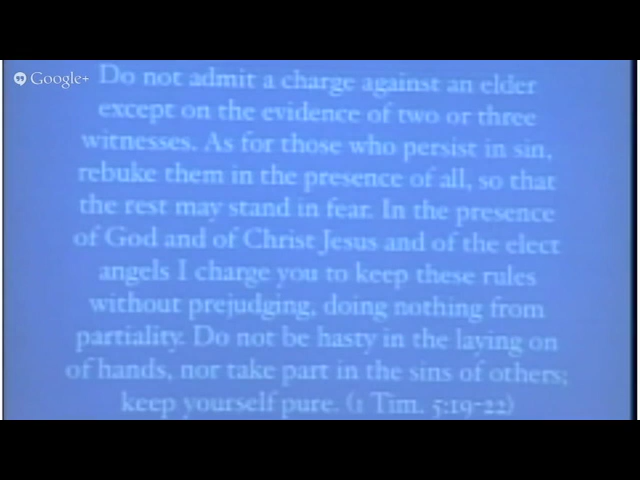 Google+
Do not admit a charge against an elder
except on the evidence of two or three
witnesses. As for those who persist in sin,
rebuke them in the presence of all, so that
the rest may stand in fear. In the presence
of God and of Christ Jesus and of the elect
angels I charge you to keep these rules
without prejudging, doing nothing from
partiality. Do not be hasty in the laying on
of hands, nor take part in the sins of others;
keep yourself pure. (1 Tim. 5:19-22)